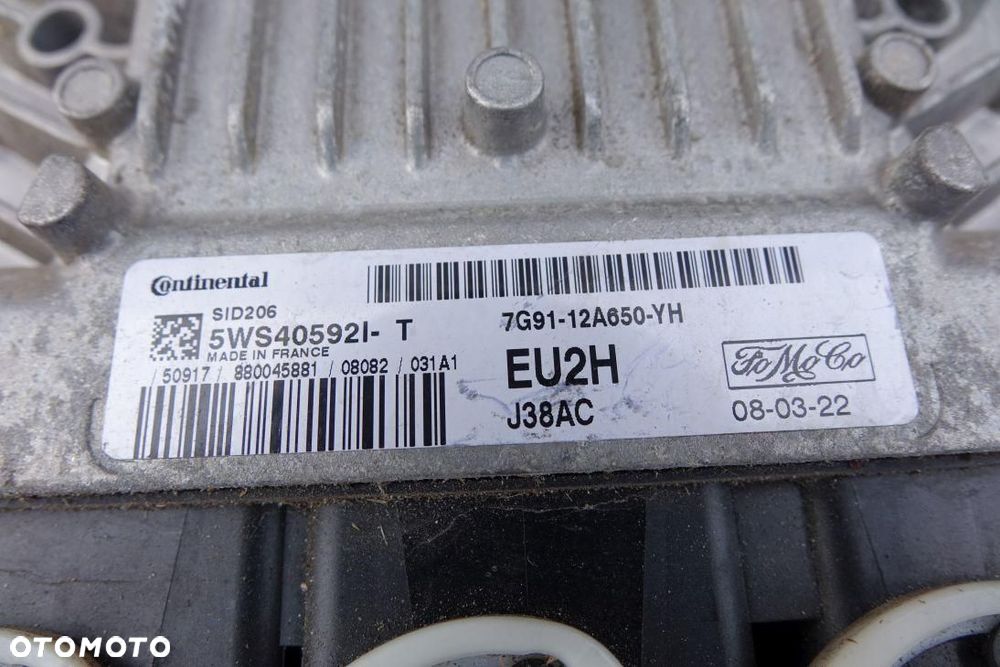 Continental
SID206
5WS40592I- T
MADE IN FRANCE
/ 50917 / 880045881 / 08082 / 031A1
7G91-12A650-YH
EU2H
J38AC
FoMoCo
08-03-22
OTOMOTO